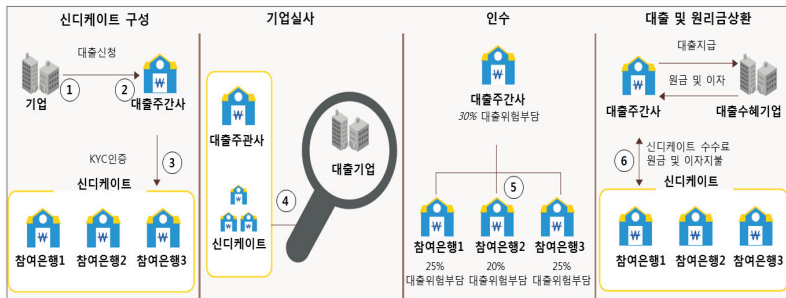 신디케이트 구성
대출신청
기업
1
2
대출주간사
KYC인증
3
신디케이트
₩
₩
₩
₩
참여은행1
참여은행2
참여은행3
기업실사
₩
대출주관사
대출기업
4
신디케이트
인수
₩
대출주간사
30% 대출위험부담
5
₩
₩
₩
참여은행1
참여은행2
참여은행3
25%
20%
25%
대출위험부담
대출위험부담
대출위험부담
대출 및 원리금상환
대출지급
₩
원금 및 이자
대출주간사
대출수혜기업
6
신디케이트 수수료
원금 및 이자지불
신디케이트
₩
₩
₩
참여은행1
참여은행2
참여은행3